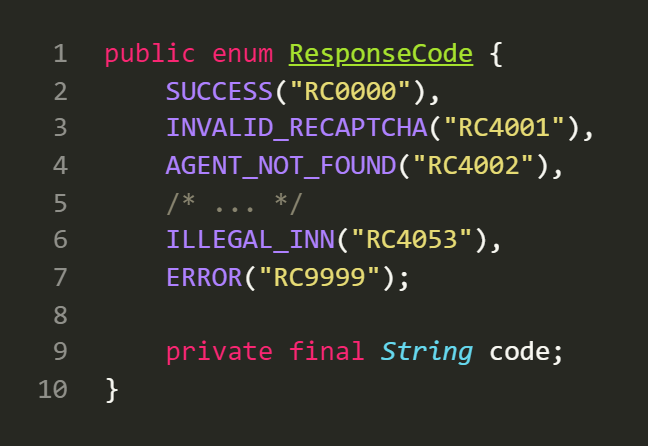 1 public enum ResponseCode {
2 SUCCESS("RC0000"),
3 INVALID_RECAPTCHA("RC4001"),
4 AGENT_NOT_FOUND("RC4002"),
5 /* ... */
6 ILLEGAL_INN("RC4053"),
7 ERROR("RC9999");
8
9 private final String code;
10 }